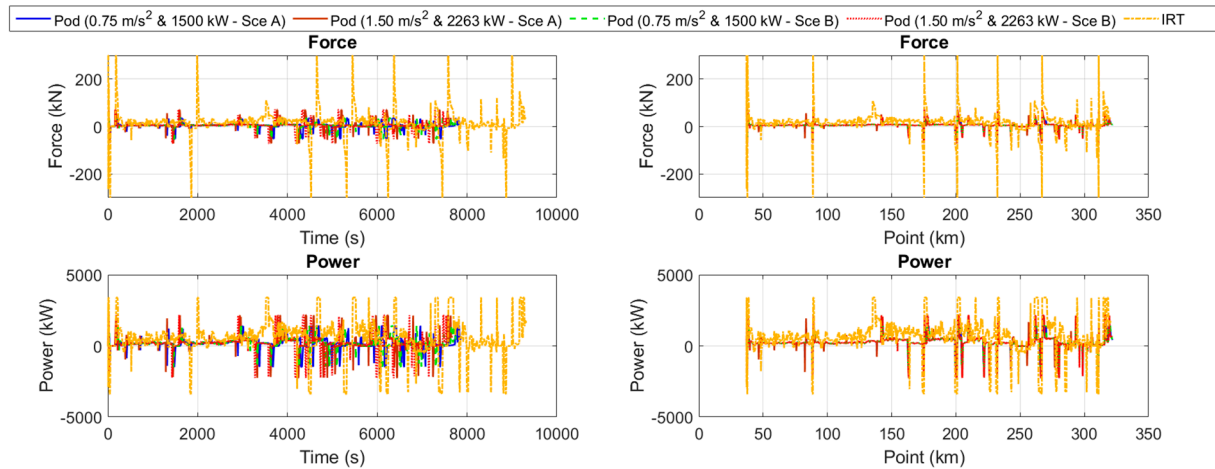 Pod (0.75 m/s² & 1500 kW - Sce A) Pod (1.50 m/s² & 2263 kW - Sce A) Pod (0.75 m/s² & 1500 kW - Sce B) Pod (1.50 m/s² & 2263 kW - Sce B) IRT
Force
Force (kN)
200
0
-200
0 2000 4000 6000 8000 10000
Time (s)
Force
Force (kN)
200
0
-200
0 50 100 150 200 250 300 350
Point (km)
Power
Power (kW)
5000
0
-5000
0 2000 4000 6000 8000 10000
Time (s)
Power
Power (kW)
5000
0
-5000
0 50 100 150 200 250 300 350
Point (km)